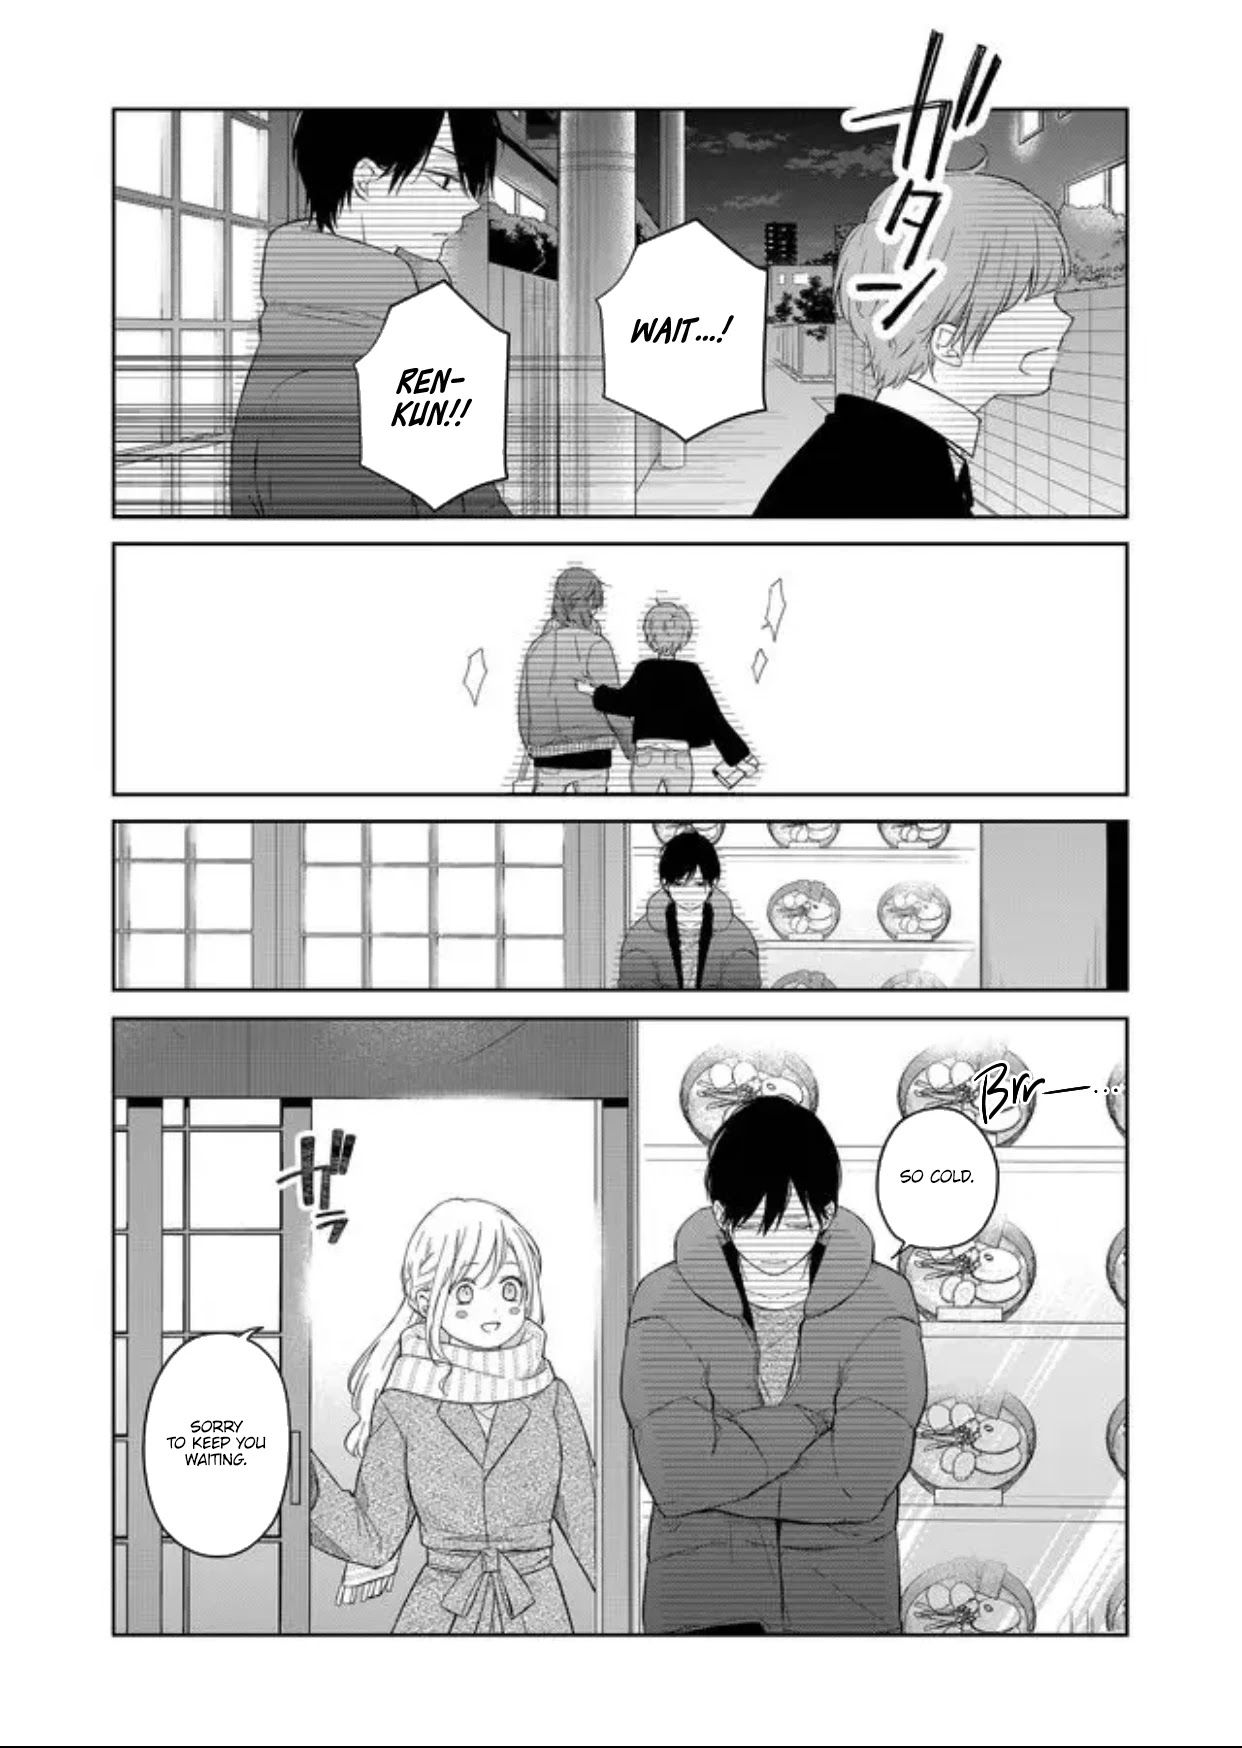 ガタン
WAIT...!
REN-
KUN!!
Brr—...
SO COLD.
ガラ
SORRY
TO KEEP YOU
WAITING.